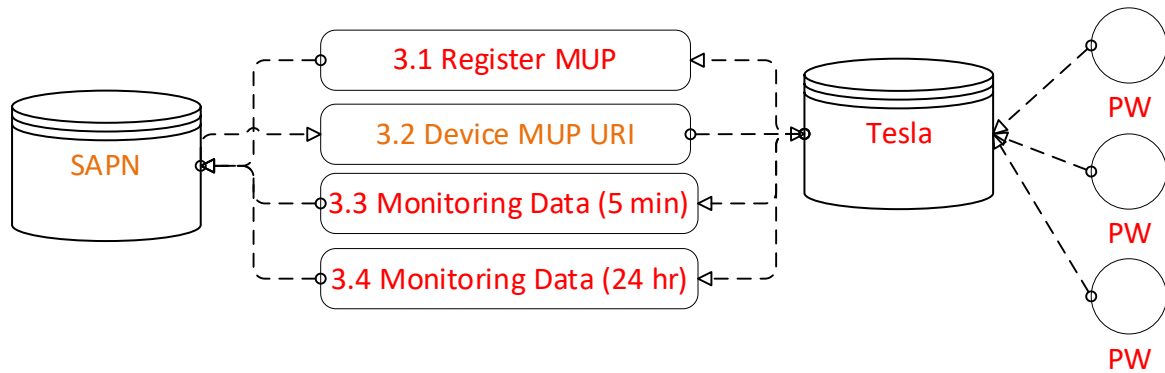 3.1 Register MUP
3.2 Device MUP URI
3.3 Monitoring Data (5 min)
3.4 Monitoring Data (24 hr)
SAPN
Tesla
PW
PW
PW